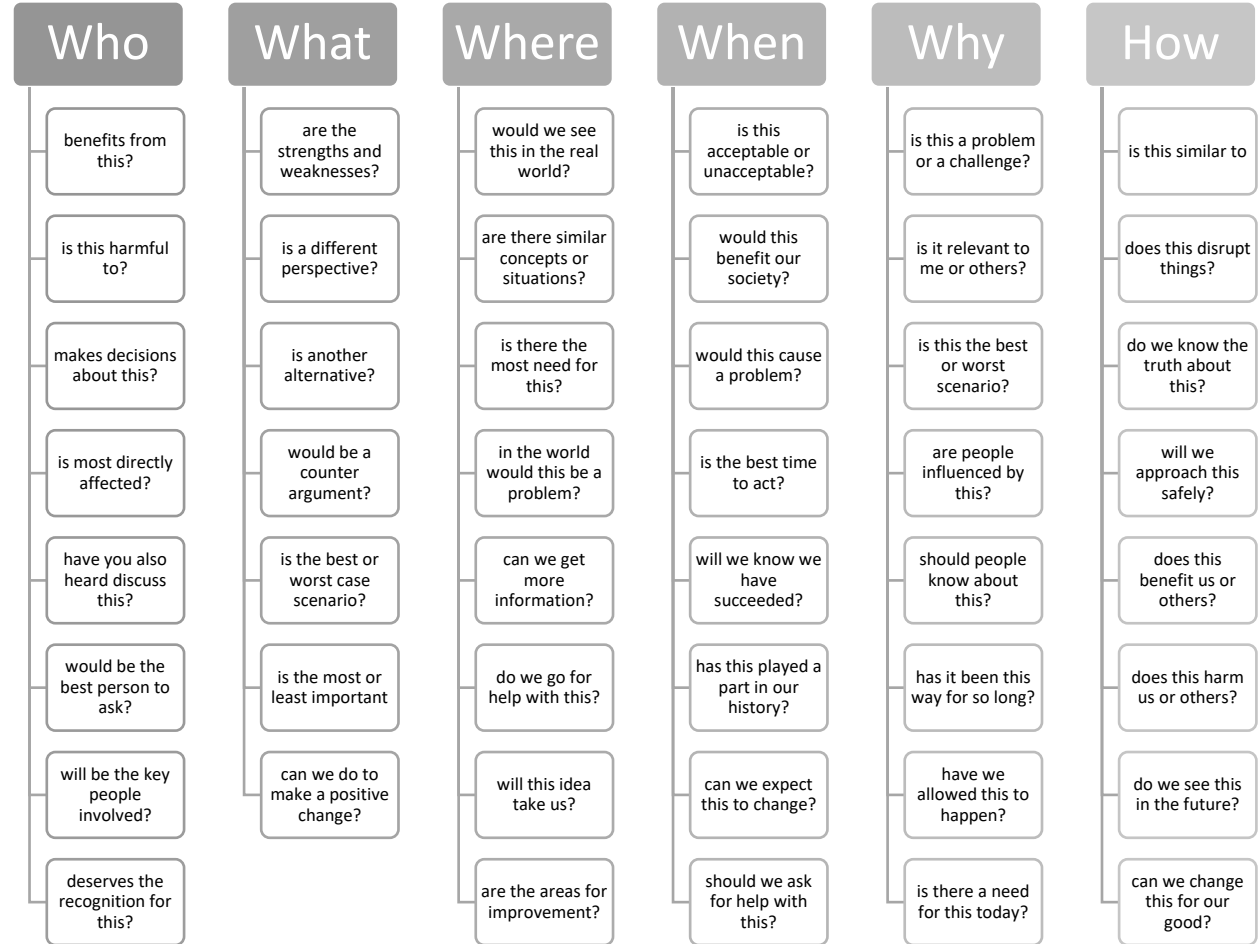 Who
benefits from
this?
is this harmful
to?
makes decisions
about this?
is most directly
affected?
have you also
heard discuss
this?
would be the
best person to
ask?
will be the key
people
involved?
deserves the
recognition for
this?
What
are the
strengths and
weaknesses?
is a different
perspective?
is another
alternative?
would be a
counter
argument?
is the best or
worst case
scenario?
is the most or
least important
can we do to
make a positive
change?
Where
would we see
this in the real
world?
are there similar
concepts or
situations?
is there the
most need for
this?
in the world
would this be a
problem?
can we get
more
information?
do we go for
help with this?
will this idea
take us?
are the areas for
improvement?
When
is this
acceptable or
unacceptable?
would this
benefit our
society?
would this cause
a problem?
is the best time
to act?
will we know we
have
succeeded?
has this played a
part in our
history?
can we expect
this to change?
should we ask
for help with
this?
Why
is this a problem
or a challenge?
is it relevant to
me or others?
is this the best
or worst
scenario?
are people
influenced by
this?
should people
know about
this?
has it been this
way for so long?
have we
allowed this to
happen?
is there a need
for this today?
How
is this similar to
does this disrupt
things?
do we know the
truth about
this?
will we
approach this
safely?
does this
benefit us or
others?
does this harm
us or others?
do we see this
in the future?
can we change
this for our
good?